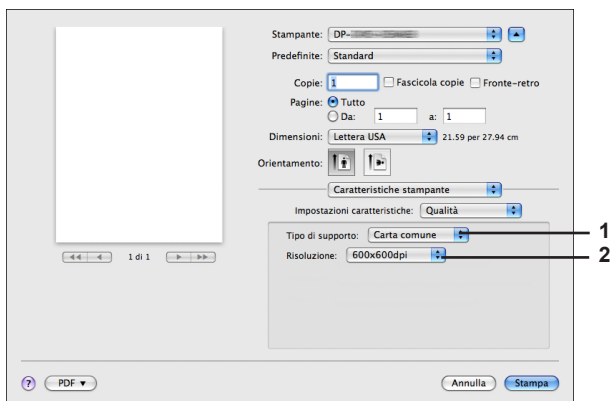 Stampante: DP-
Predefinite: Standard
Copie: 1 Fascicola copie Fronte-retro
Pagine: Tutto
Da: 1 a: 1
Dimensioni: Lettera USA 21.59 per 27.94 cm
Orientamento:
Caratteristiche stampante
Impostazioni caratteristiche: Qualità
Tipo di supporto: Carta comune 1
1 di 1 Risoluzione: 600x600dpi 2
? PDF ▼ Annulla Stampa